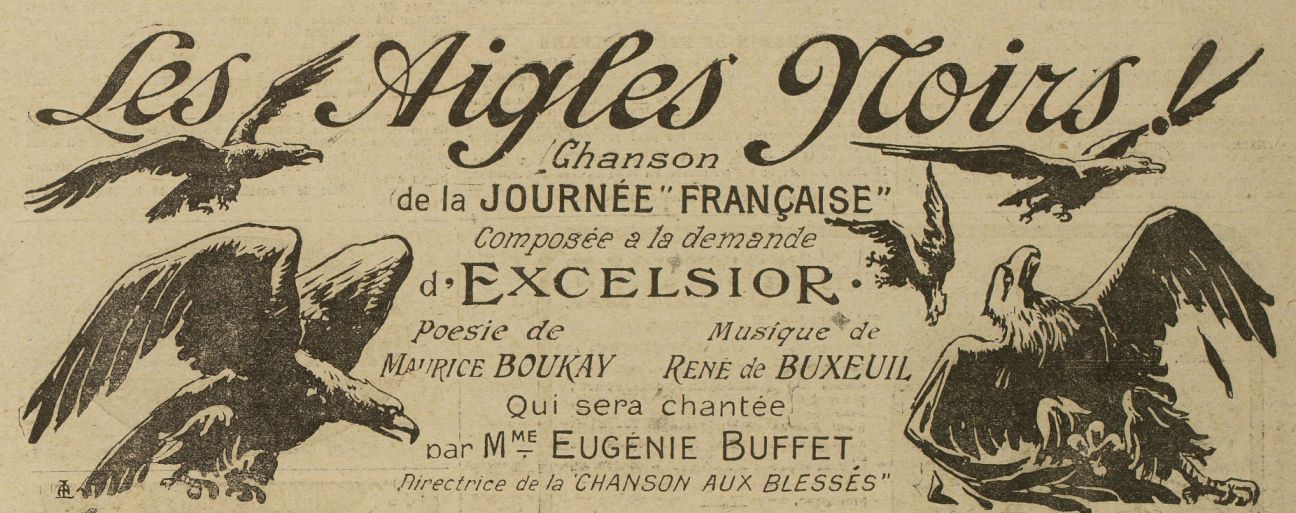 Les Aigles Noirs !
Chanson
de la JOURNÉE "FRANÇAISE"
Composée a la demande
d'EXCELSIOR.
Poesie de
MAURICE BOUKAY
Musique de
RENÉ de BUXEUIL
Qui sera chantée
par MME EUGÉNIE BUFFET
Directrice de la "CHANSON AUX BLESSÉS"